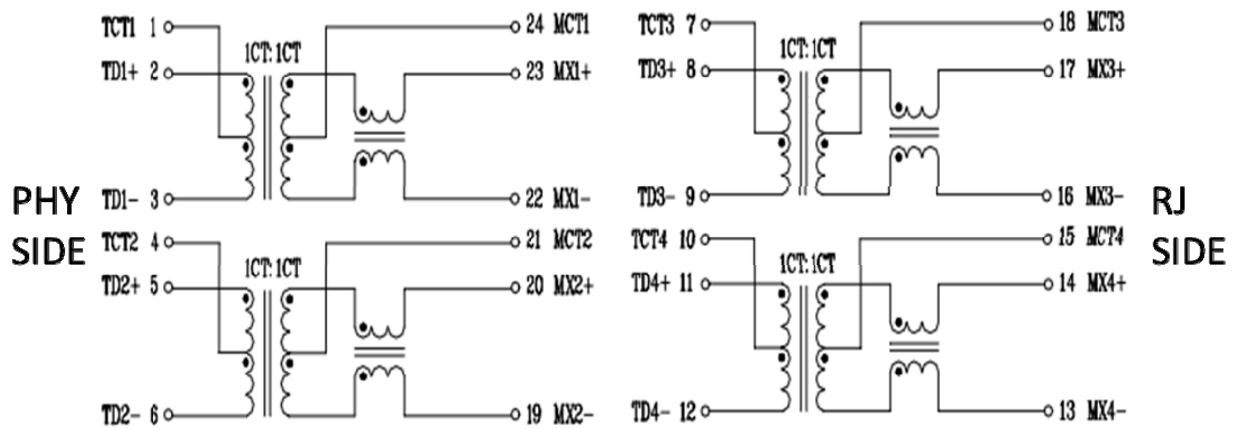 TCT1 1
24 MCT1
1CT:1CT
TD1+ 2
23 MX1+
TD1- 3
22 MX1-
TCT2 4
21 MCT2
1CT:1CT
TD2+ 5
20 MX2+
TD2- 6
19 MX2-
PHY
SIDE
TCT3 7
18 MCT3
1CT:1CT
TD3+ 8
17 MX3+
TD3- 9
16 MX3-
TCT4 10
15 MCT4
1CT:1CT
TD4+ 11
14 MX4+
TD4- 12
13 MX4-
RJ
SIDE